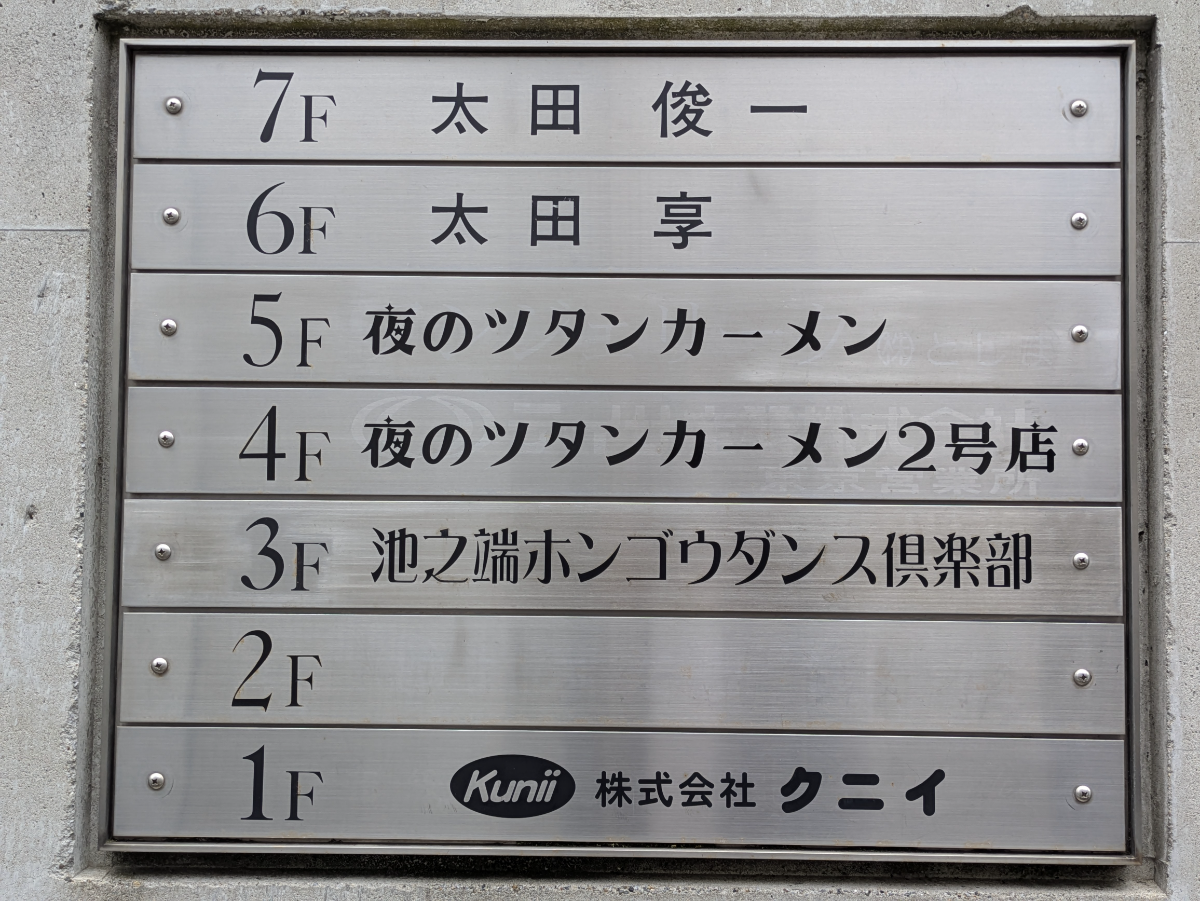 7F 太田 俊一
6F 太田 享
5F 夜のツタンカーメン
4F 夜のツタンカーメン2号店
3F 池之端ホンゴウダンス倶楽部
2F
1F Kunii 株式会社 クニイ